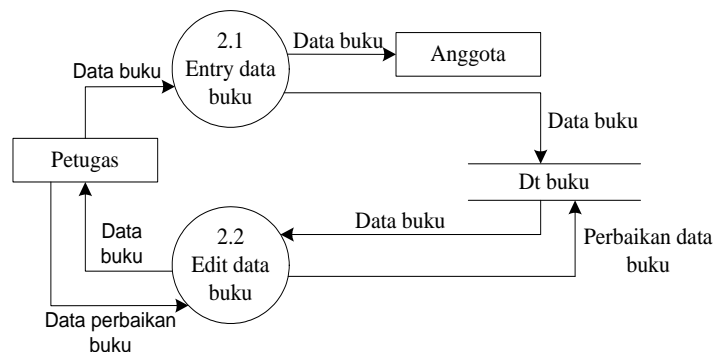 2.1
Entry data
buku
Data buku
Anggota
Data buku
Data buku
Petugas
Dt buku
Data buku
2.2
Edit data
buku
Data
buku
Perbaikan data
buku
Data perbaikan
buku